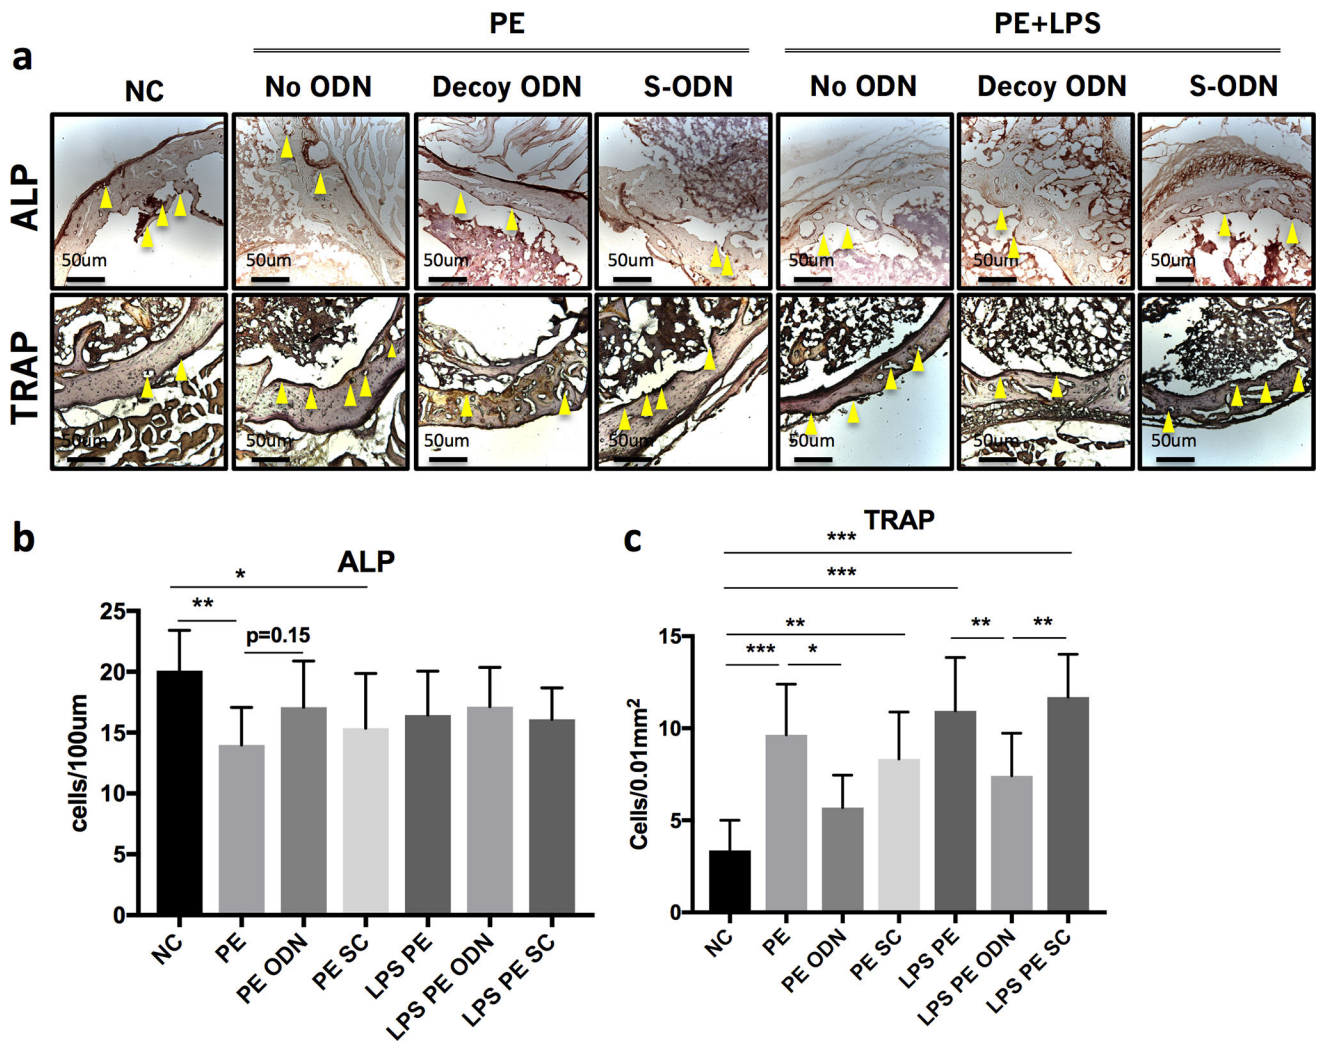 a
PE
PE+LPS
NC
No ODN
Decoy ODN
S-ODN
No ODN
Decoy ODN
S-ODN
ALP
50um
50um
50um
50um
50um
50um
50um
TRAP
50um
50um
50um
50um
50um
50um
50um
b
ALP
*
**
p=0.15
cells/100um
25
20
15
10
5
0
NC
PE
PE ODN
PE SC
LPS PE
LPS PE ODN
LPS PE SC
c
TRAP
***
***
**
***
*
**
**
Cells/0.01mm²
15
10
5
0
NC
PE
PE ODN
PE SC
LPS PE
LPS PE ODN
LPS PE SC